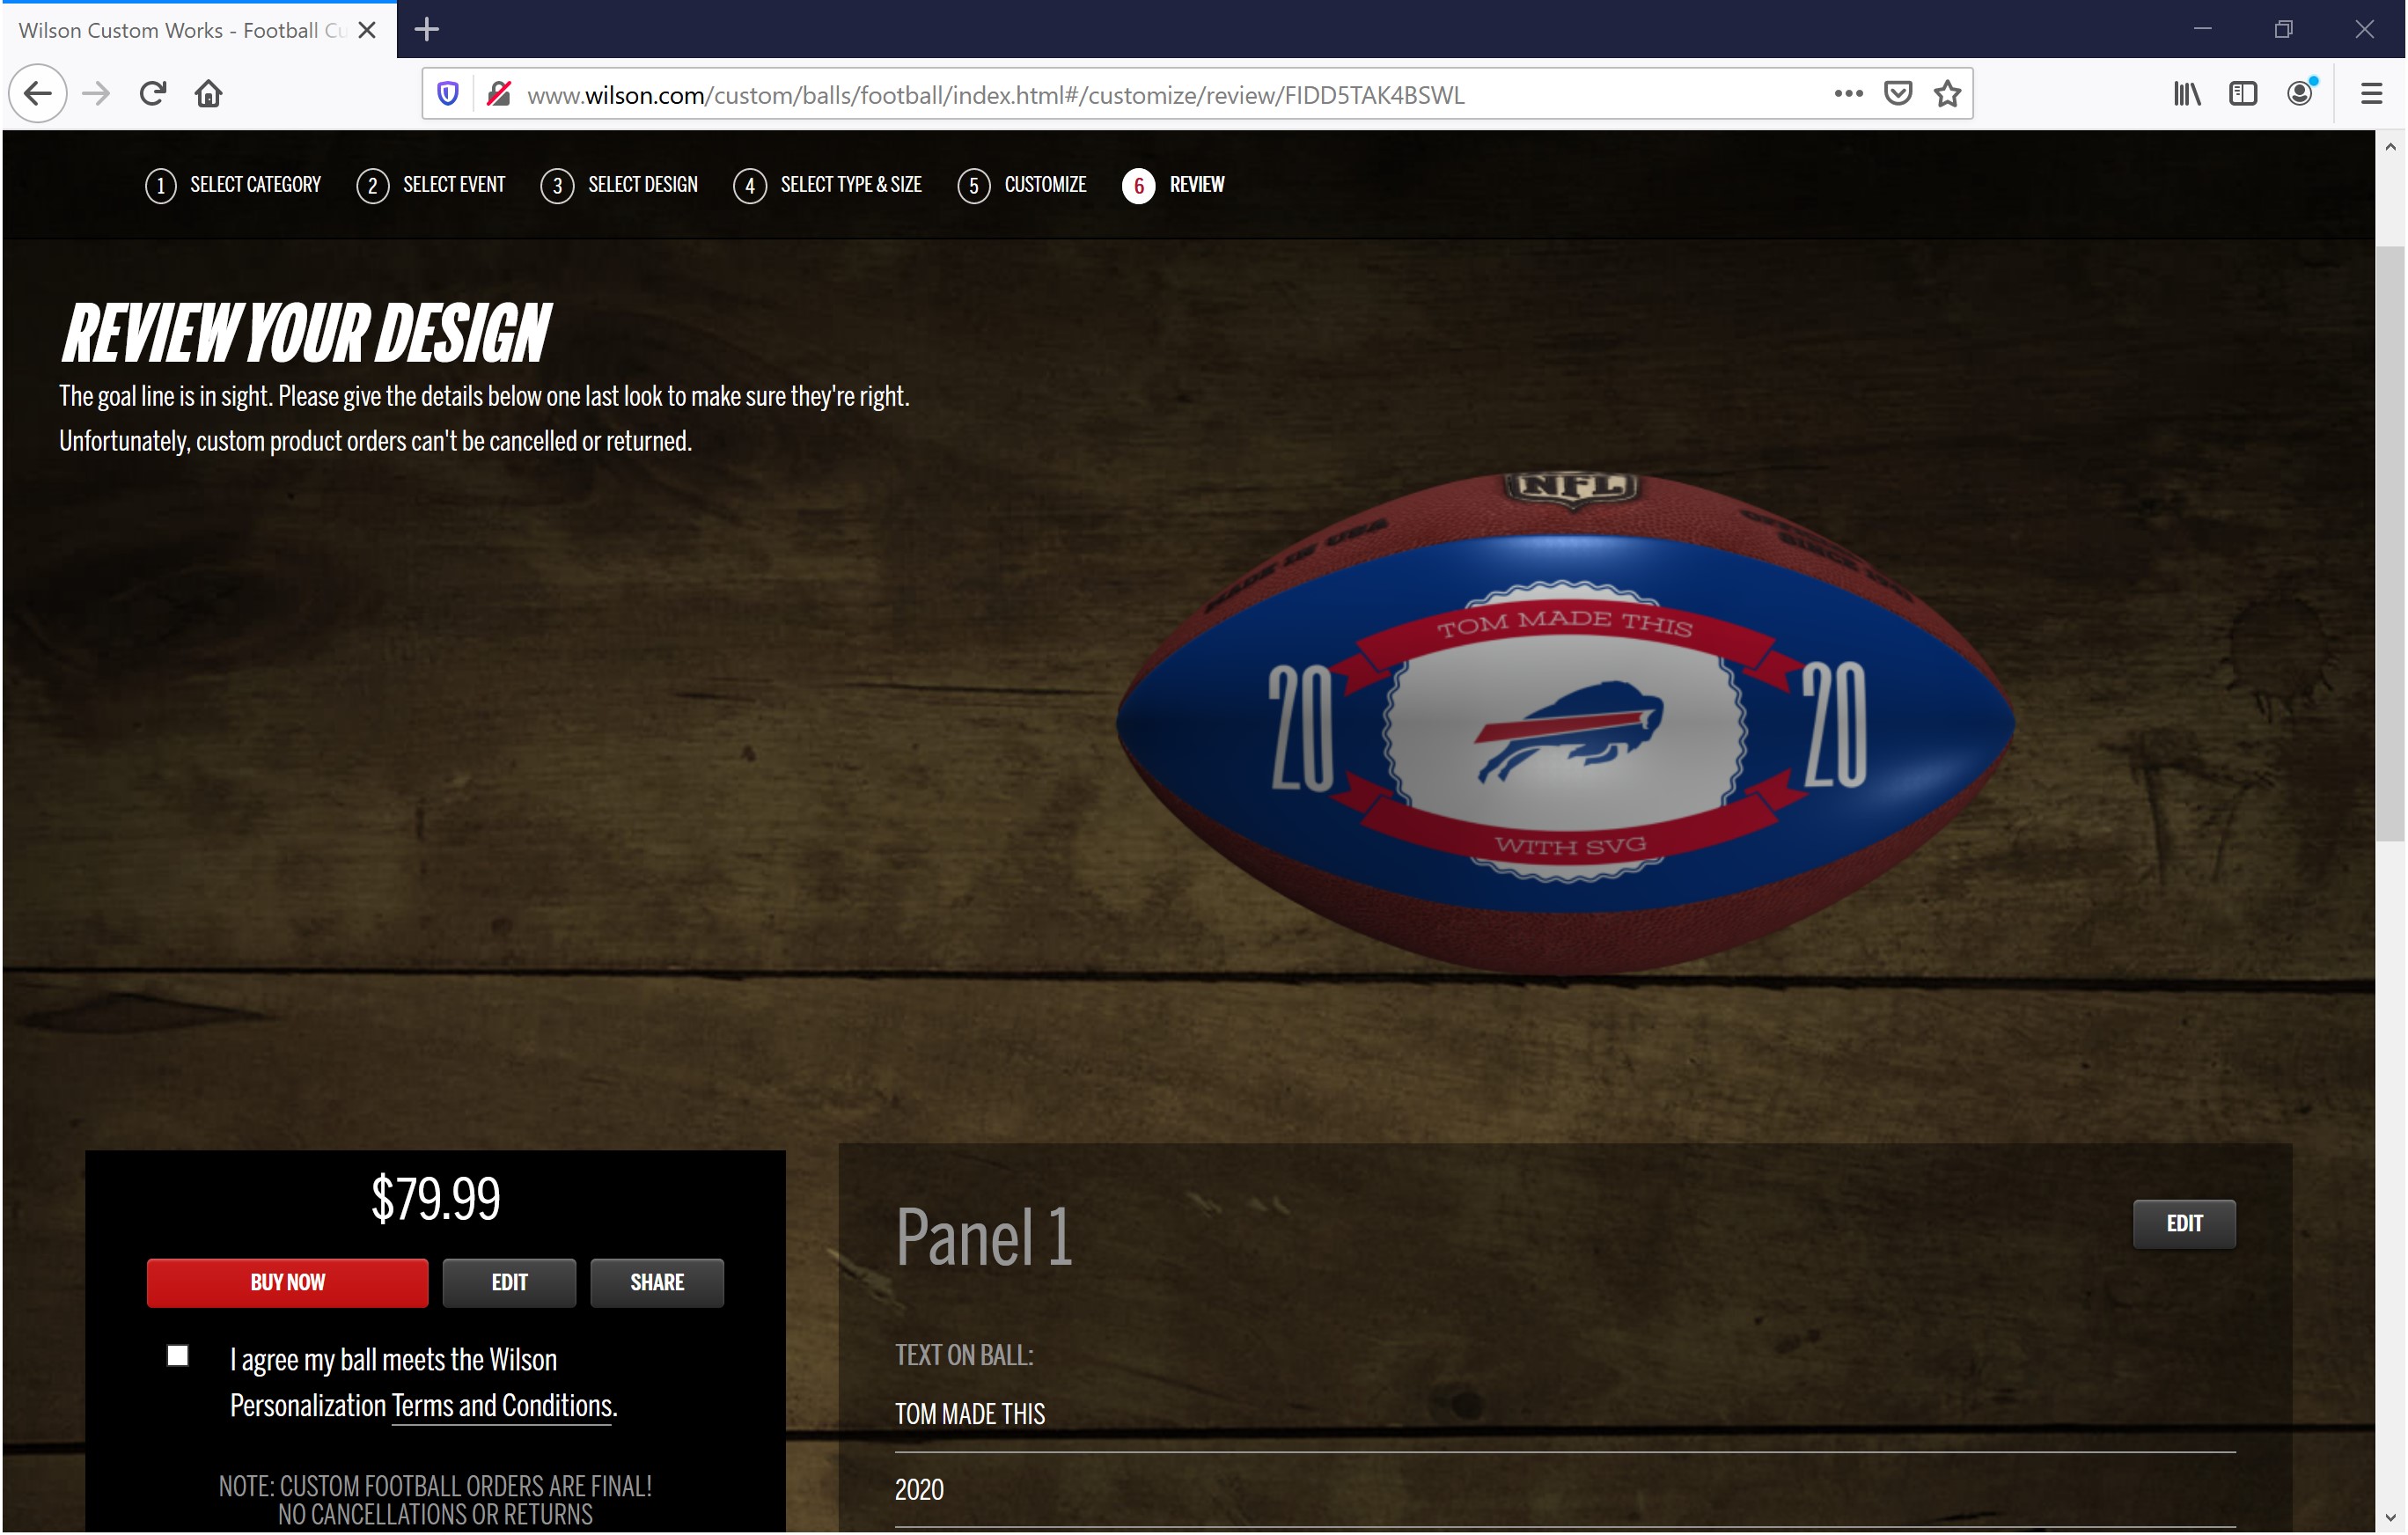 Wilson Custom Works - Football Cu
www.wilson.com/custom/balls/football/index.html#/customize/review/FIDD5TAK4BSWL
1 SELECT CATEGORY 2 SELECT EVENT 3 SELECT DESIGN 4 SELECT TYPE & SIZE 5 CUSTOMIZE 6 REVIEW
REVIEW YOUR DESIGN
The goal line is in sight. Please give the details below one last look to make sure they're right.
Unfortunately, custom product orders can't be cancelled or returned.
NFL
MADE IN USA
SINCE
TOM MADE THIS
20 20
WITH SVG
$79.99
BUY NOW EDIT SHARE
I agree my ball meets the Wilson
Personalization Terms and Conditions.
NOTE: CUSTOM FOOTBALL ORDERS ARE FINAL!
NO CANCELLATIONS OR RETURNS
Panel 1
EDIT
TEXT ON BALL:
TOM MADE THIS
2020